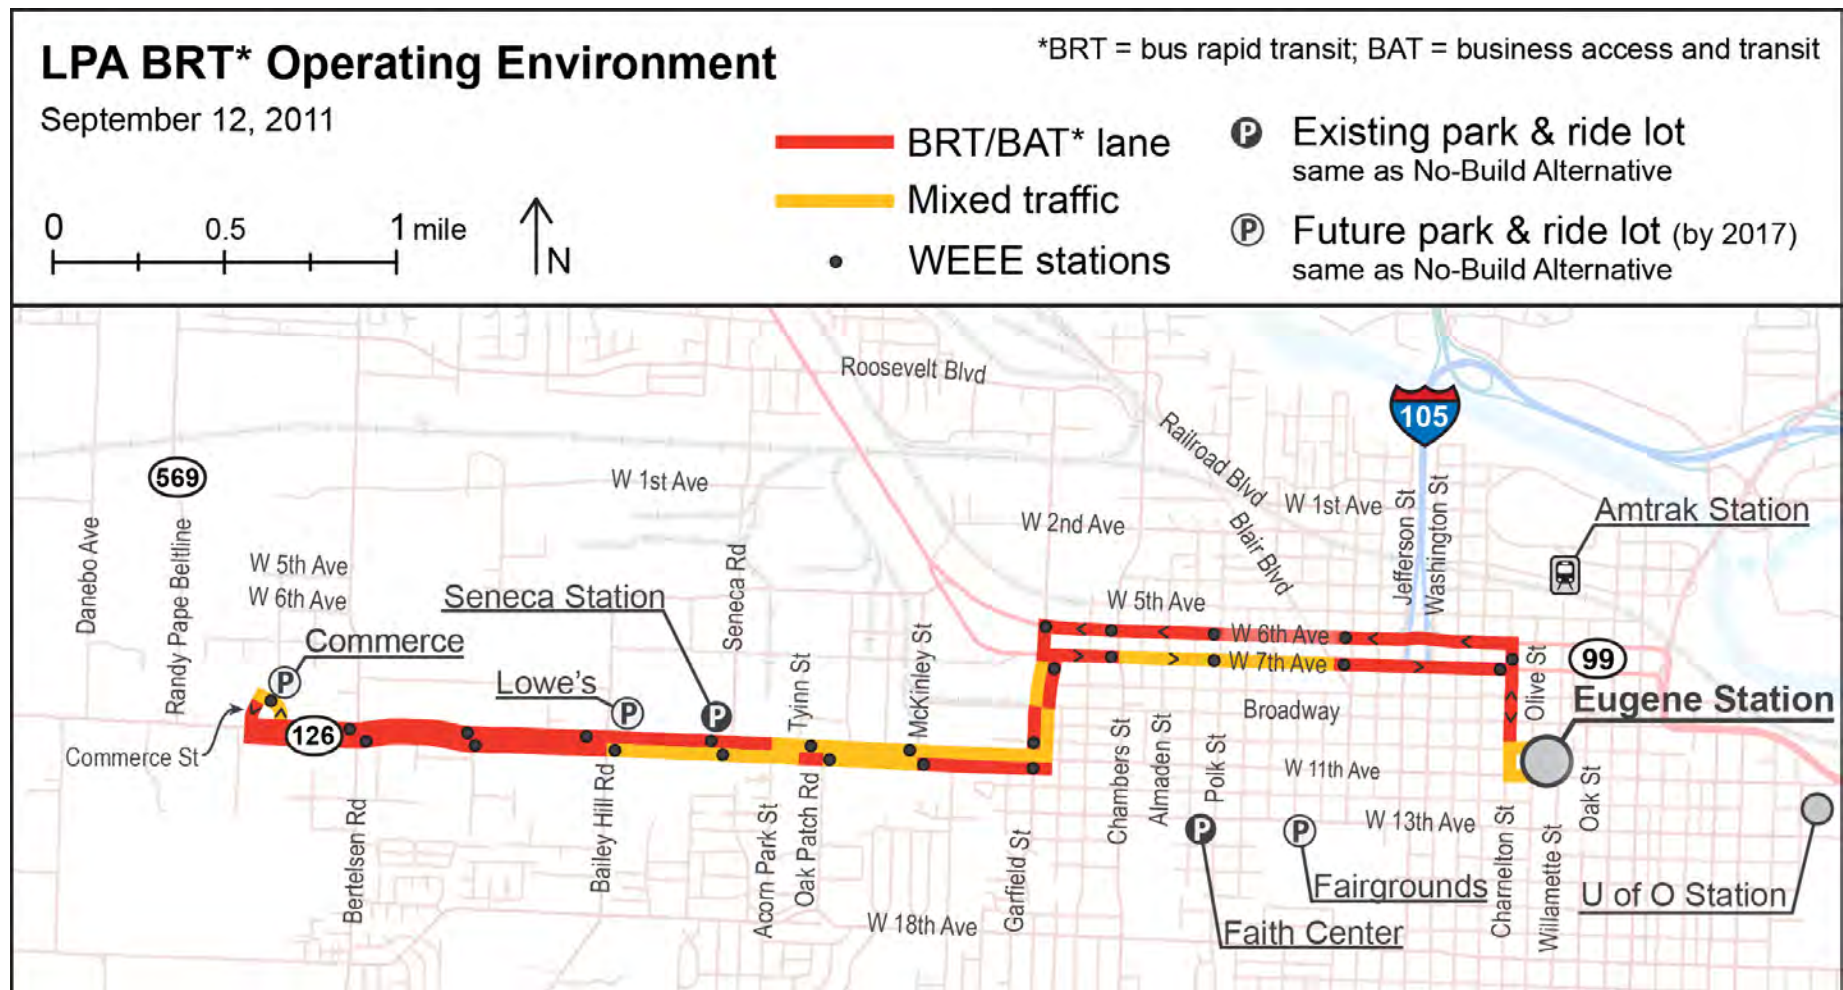 LPA BRT* Operating Environment
September 12, 2011
*BRT = bus rapid transit; BAT = business access and transit
0 0.5 1 mile
N
BRT/BAT* lane
Mixed traffic
WEEE stations
P Existing park & ride lot
same as No-Build Alternative
P Future park & ride lot (by 2017)
same as No-Build Alternative
Roosevelt Blvd
105
569
W 1st Ave
Railroad Blvd
W 1st Ave
Jefferson St
Washington St
Amtrak Station
Danebo Ave
Randy Pape Beltline
W 2nd Ave
Blair Blvd
W 5th Ave
W 6th Ave
Seneca Station
Seneca Rd
W 5th Ave
Commerce
P
W 6th Ave
W 7th Ave
99
Olive St
Lowe's
P
P
Tyinn St
McKinley St
Eugene Station
Broadway
126
Commerce St
W 11th Ave
Bertelsen Rd
Bailey Hill Rd
Acorn Park St
Oak Patch Rd
Garfield St
Chambers St
Almaden St
Polk St
P
P
W 13th Ave
Charnelton St
Willamette St
Oak St
Fairgrounds
U of O Station
W 18th Ave
Faith Center